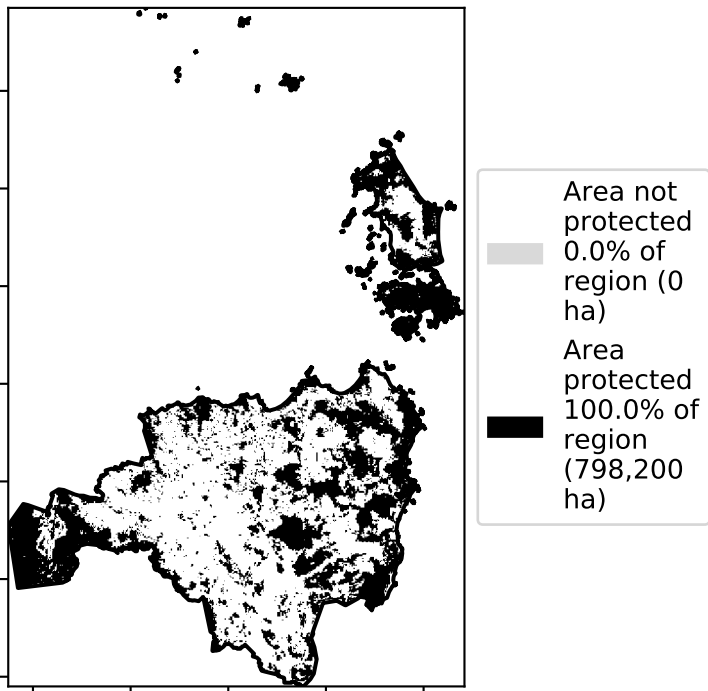 Area not
protected
0.0% of
region (0
ha)
Area
protected
100.0% of
region
(798,200
ha)